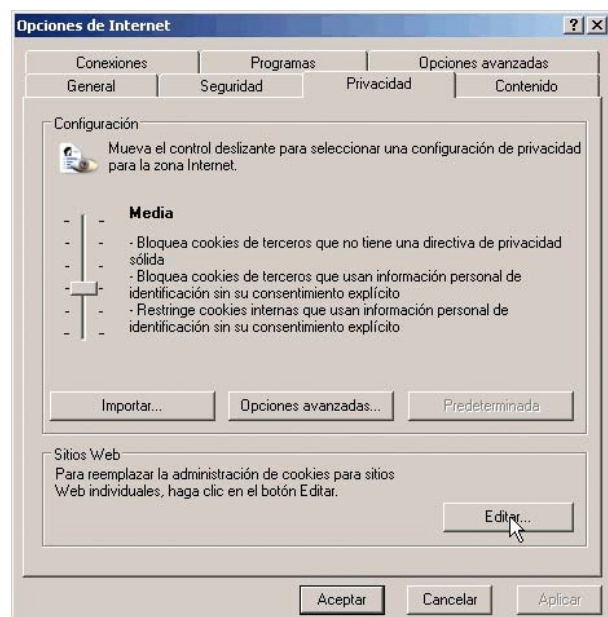 Opciones de Internet
Conexiones
Programas
Opciones avanzadas
General
Seguridad
Privacidad
Contenido
Configuración
Mueva el control deslizante para seleccionar una configuración de privacidad
para la zona Internet.
Media
- Bloquea cookies de terceros que no tiene una directiva de privacidad
sólida
- Bloquea cookies de terceros que usan información personal de
identificación sin su consentimiento explícito
- Restringe cookies internas que usan información personal de
identificación sin su consentimiento explícito
Importar...
Opciones avanzadas...
Predeterminada
Sitios Web
Para reemplazar la administración de cookies para sitios
Web individuales, haga clic en el botón Editar.
Editar...
Aceptar
Cancelar
Aplicar